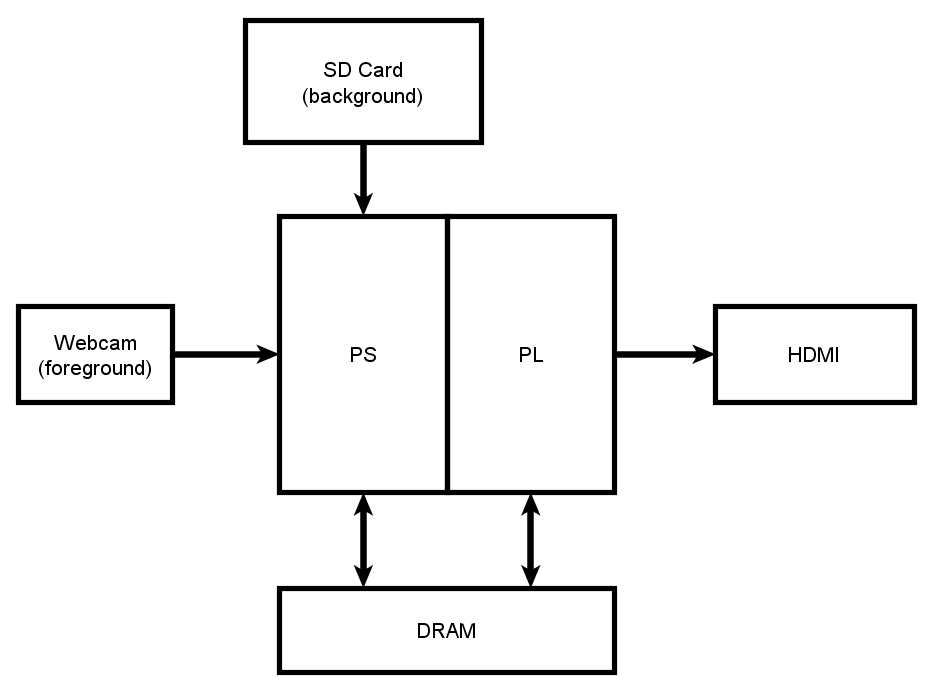 SD Card
(background)
Webcam
(foreground)
PS
PL
HDMI
DRAM